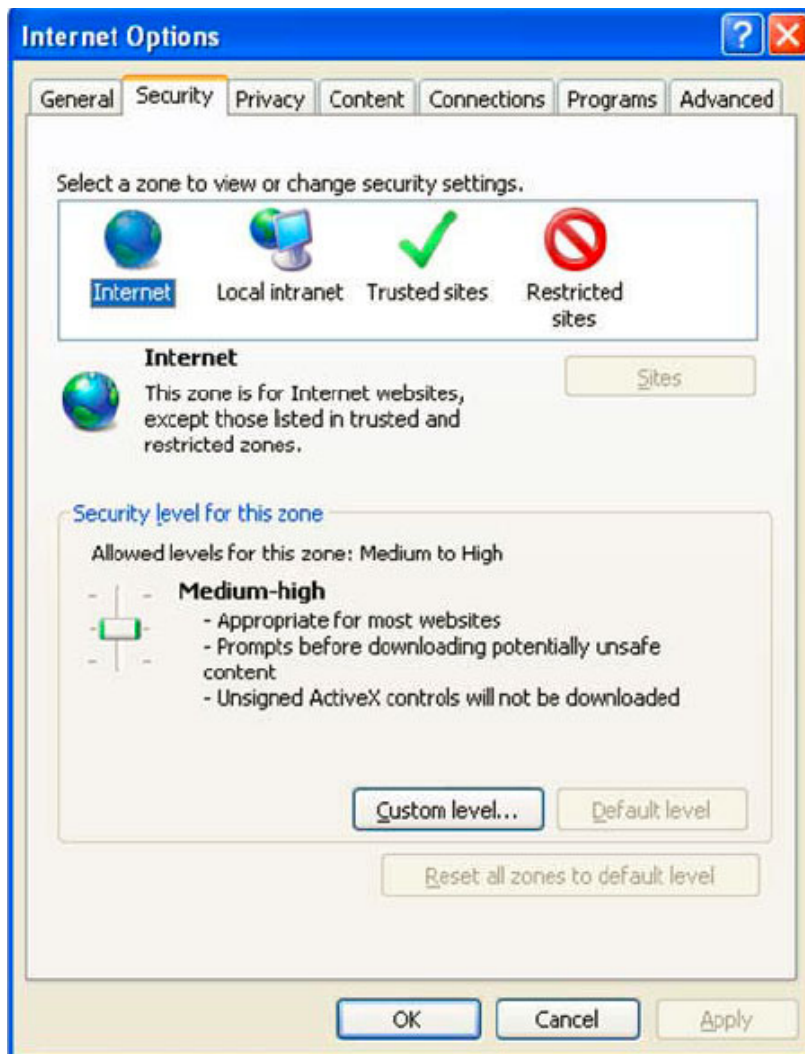 Internet Options
General Security Privacy Content Connections Programs Advanced
Select a zone to view or change security settings.
Internet Local intranet Trusted sites Restricted
sites
Internet
Sites
This zone is for Internet websites,
except those listed in trusted and
restricted zones.
Security level for this zone
Allowed levels for this zone: Medium to High
Medium-high
- Appropriate for most websites
- Prompts before downloading potentially unsafe
content
- Unsigned ActiveX controls will not be downloaded
Custom level... Default level
Reset all zones to default level
OK Cancel Apply